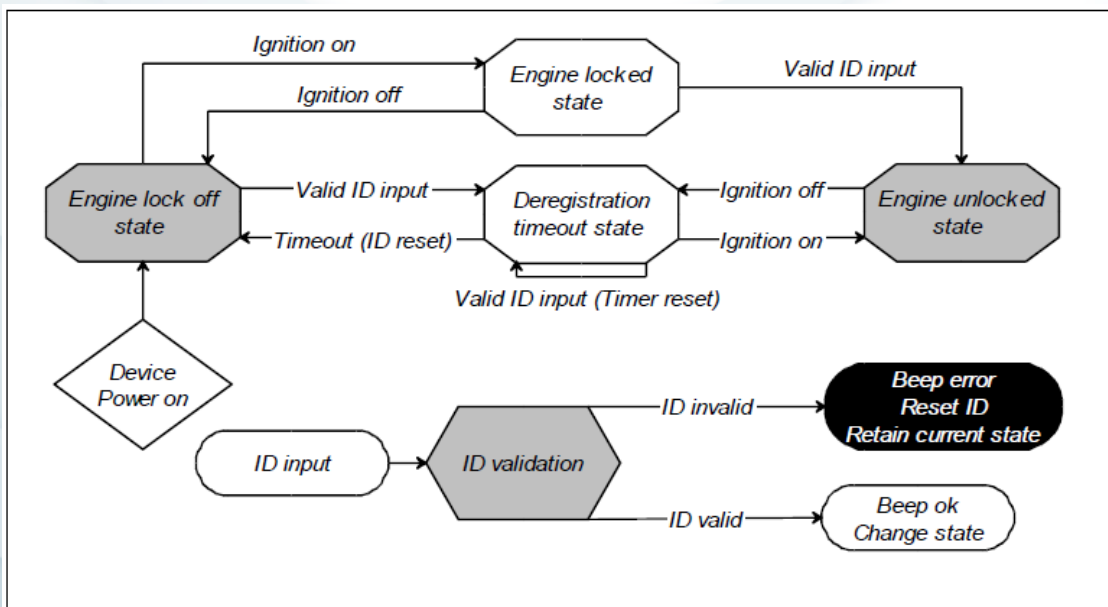 Ignition on
Engine locked
state
Valid ID input
Ignition off
Engine lock off
state
Valid ID input
Timeout (ID reset)
Deregistration
timeout state
Ignition off
Ignition on
Engine unlocked
state
Valid ID input (Timer reset)
Device
Power on
ID input
ID validation
ID invalid
Beep error
Reset ID
Retain current state
ID valid
Beep ok
Change state